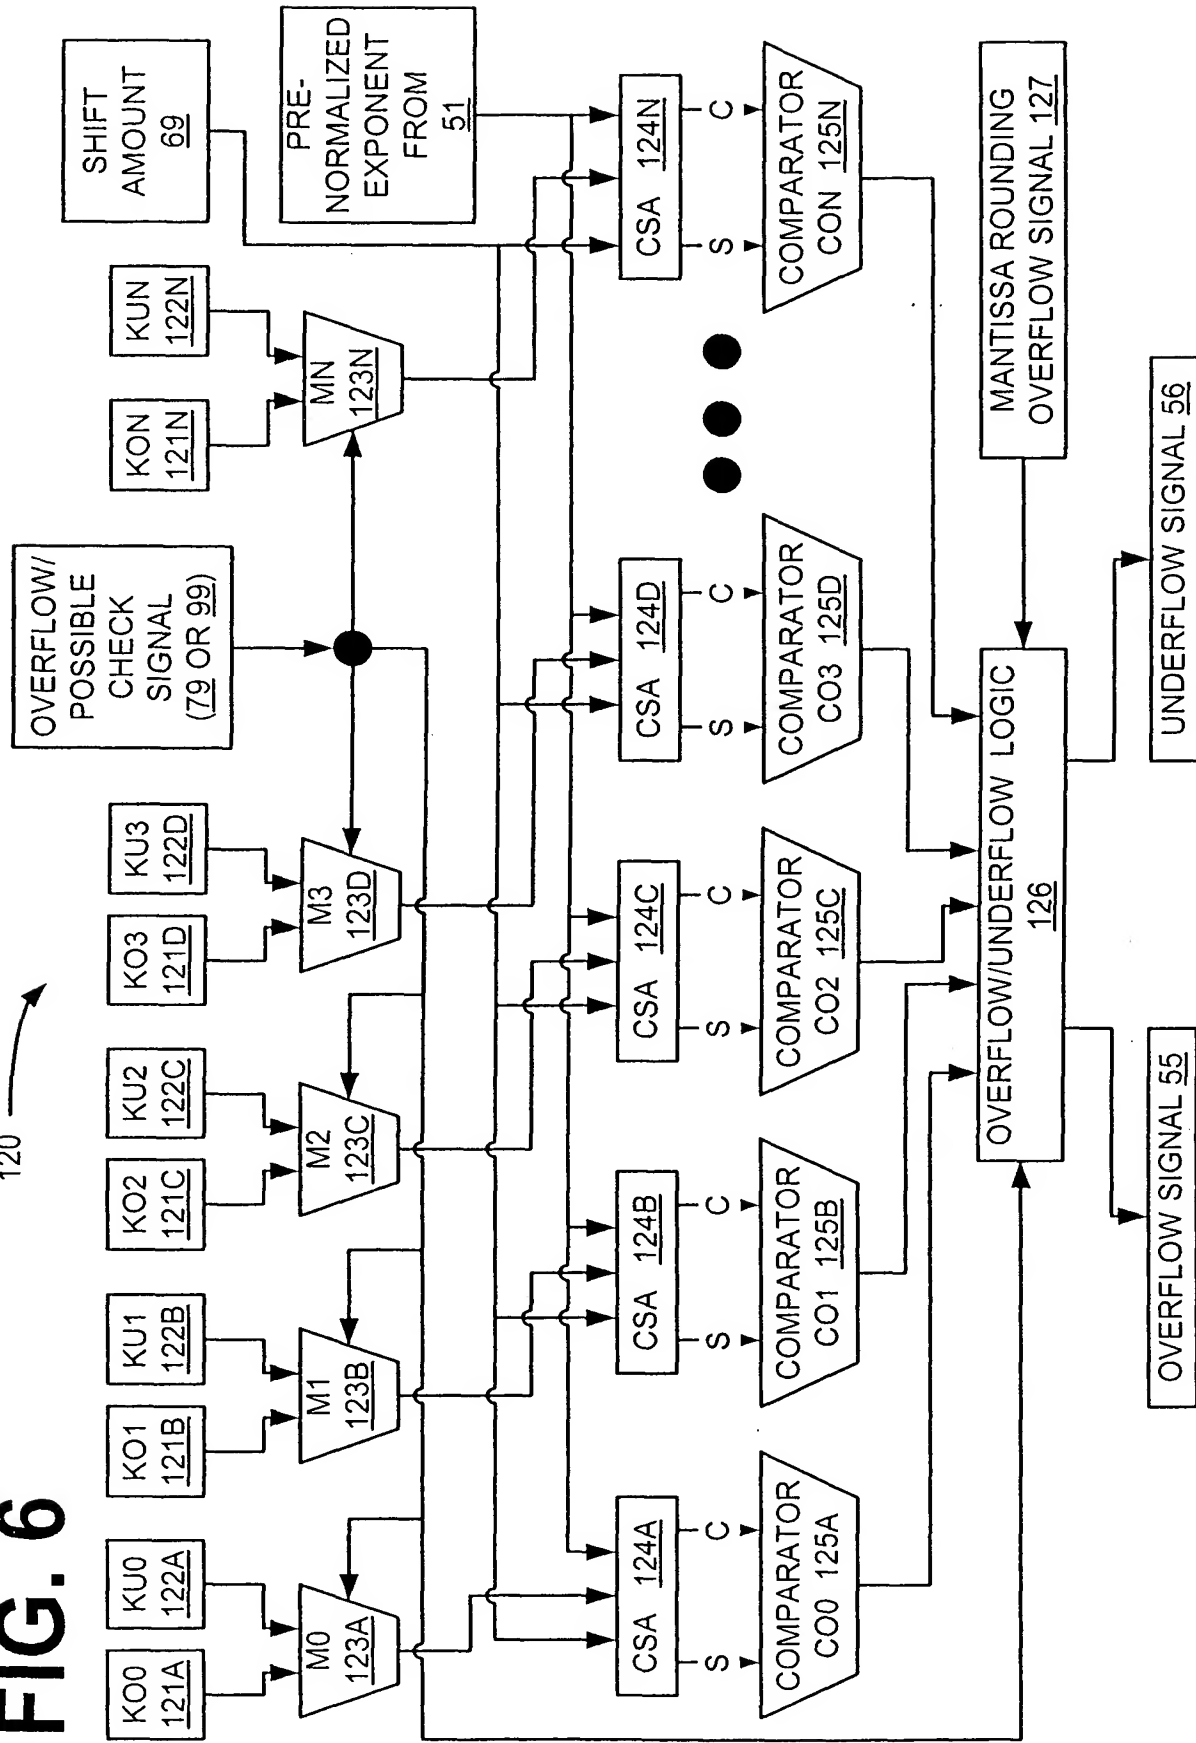 FIG. 6
120
KO0
121A
KU0
122A
KO1
121B
KU1
122B
KO2
121C
KU2
122C
KO3
121D
KU3
122D
OVERFLOW/
POSSIBLE
CHECK
SIGNAL
(79 OR 99)
KON
121N
KUN
122N
SHIFT
AMOUNT
69
PRE-
NORMALIZED
EXPONENT
FROM
51
M0
123A
M1
123B
M2
123C
M3
123D
MN
123N
CSA 124A
CSA 124B
CSA 124C
CSA 124D
CSA 124N
S C
S C
S C
S C
S C
COMPARATOR
CO0 125A
COMPARATOR
CO1 125B
COMPARATOR
CO2 125C
COMPARATOR
CO3 125D
COMPARATOR
CON 125N
OVERFLOW/UNDERFLOW LOGIC
126
MANTISSA ROUNDING
OVERFLOW SIGNAL 127
OVERFLOW SIGNAL 55
UNDERFLOW SIGNAL 56